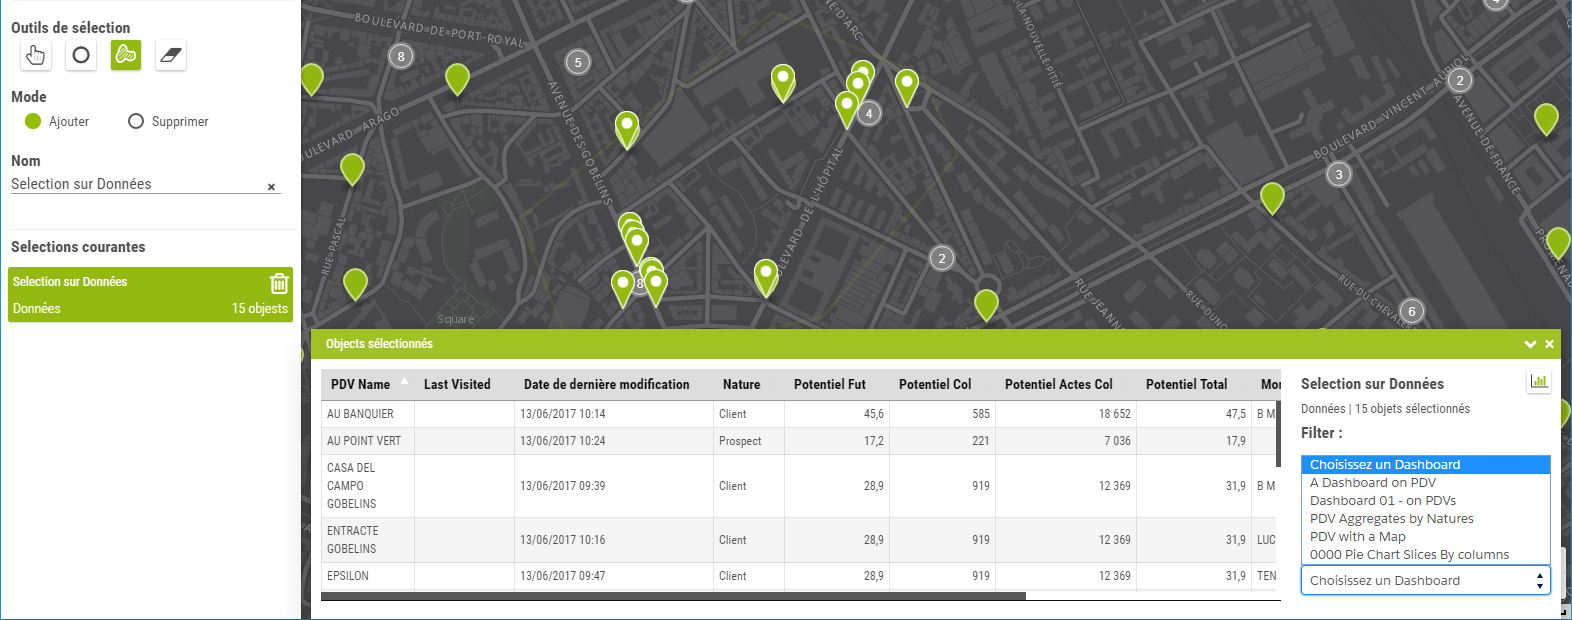 Outils de sélection
Mode
Ajouter
Supprimer
Nom
Selection sur Données
Selections courantes
Selection sur Données
Données
15 objests
BOULEVARD-DE-PORT-ROYAL
E-D'ARC
LA-NOUVELLE-PITIÉ
8
5
4
4
2
3
2
6
8
OULEVARD-ARAGO
AVENUE-DES-GOBELINS
BOULEVARD-DE-L'HÔPITAL
BOULEVARD-VINCENT-AURIOL
AVENUE-DE-FRANCE
RUE-PASCAL
RUE-JEANNE
RUE-DUNO
RUE-DU-CHEVALERE
PROMENA
Square
Objects sélectionnés
PDV Name Last Visited Date de dernière modification Nature Potentiel Fut Potentiel Col Potentiel Actes Col Potentiel Total Mor
AU BANQUIER 13/06/2017 10:14 Client 45,6 585 18 652 47,5 B M
AU POINT VERT 13/06/2017 10:24 Prospect 17,2 221 7 036 17,9
CASA DEL
CAMPO
GOBELINS
13/06/2017 09:39 Client 28,9 919 12 369 31,9 B M
ENTRACTE
GOBELINS
13/06/2017 10:16 Client 28,9 919 12 369 31,9 LUC
EPSILON 13/06/2017 09:47 Client 28,9 919 12 369 31,9 TEN
Selection sur Données
Données | 15 objets sélectionnés
Filter :
Choisissez un Dashboard
A Dashboard on PDV
Dashboard 01 - on PDVs
PDV Aggregates by Natures
PDV with a Map
0000 Pie Chart Slices By columns
Choisissez un Dashboard